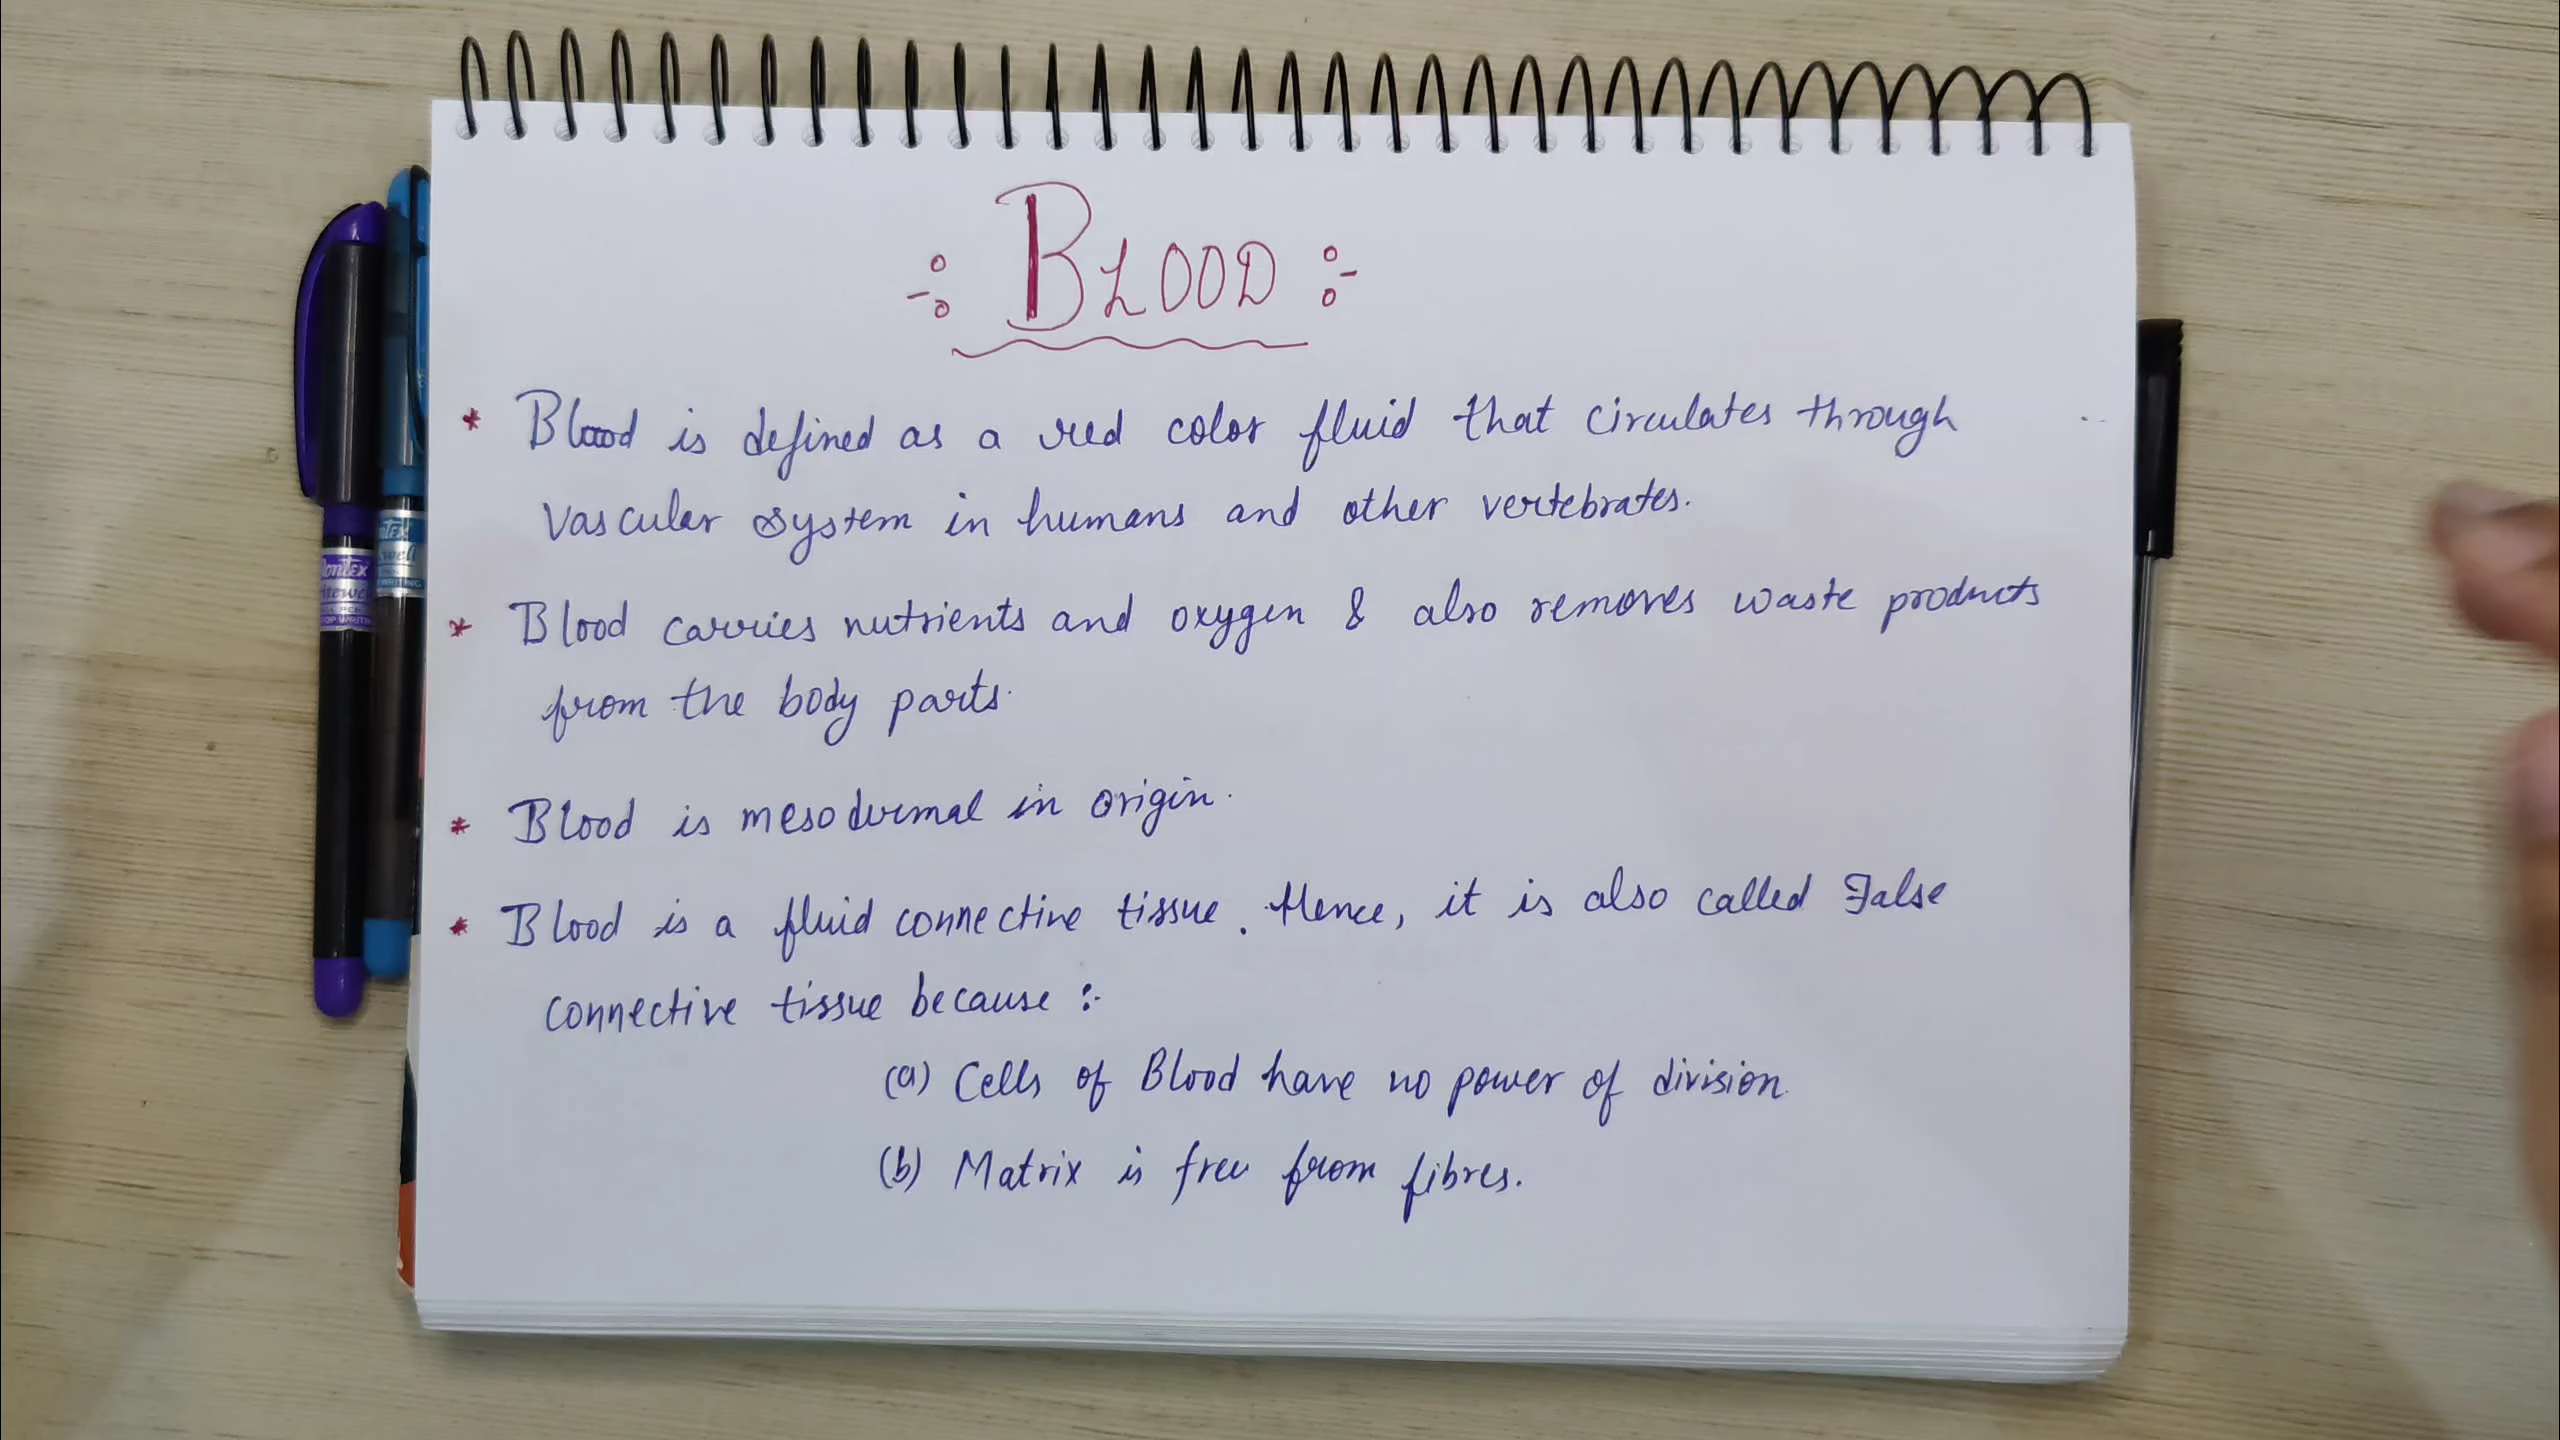 -: BLOOD :-
* Blood is defined as a red color fluid that circulates through
vascular system in humans and other vertebrates.
* Blood carries nutrients and oxygen & also removes waste products
from the body parts.
* Blood is mesodermal in origin.
* Blood is a fluid connective tissue. Hence, it is also called False
connective tissue because :-
(a) Cells of Blood have no power of division.
(b) Matrix is free from fibres.